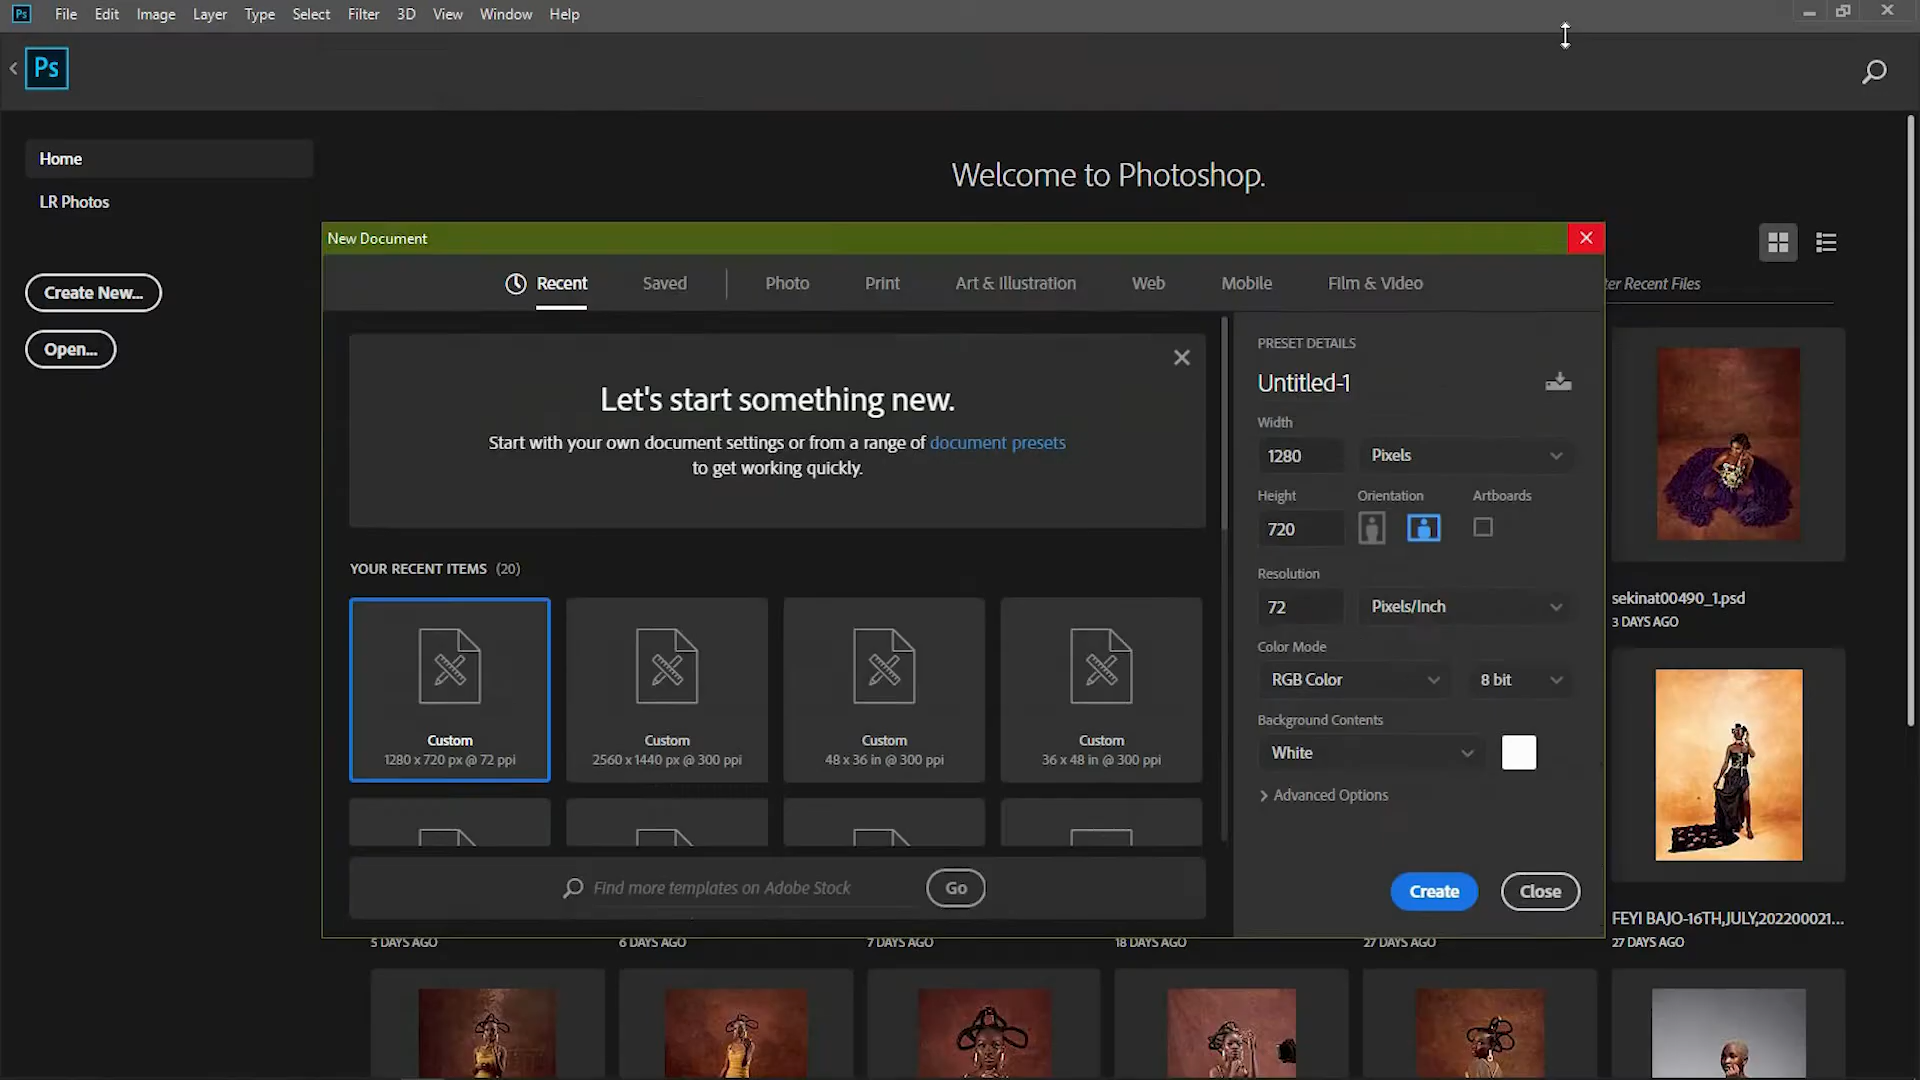 Ps File Edit Image Layer Type Select Filter 3D View Window Help
Ps
Home
LR Photos
Create New...
Open...
Welcome to Photoshop.
New Document
Recent Saved Photo Print Art & Illustration Web Mobile Film & Video
Let's start something new.
Start with your own document settings or from a range of document presets
to get working quickly.
YOUR RECENT ITEMS (20)
Custom
1280 x 720 px @ 72 ppi
Custom
2560 x 1440 px @ 300 ppi
Custom
48 x 36 in @ 300 ppi
Custom
36 x 48 in @ 300 ppi
Find more templates on Adobe Stock
Go
PRESET DETAILS
Untitled-1
Width
1280 Pixels
Height Orientation Artboards
720
Resolution
72 Pixels/Inch
Color Mode
RGB Color 8 bit
Background Contents
White
Advanced Options
Create Close
Recent Files
sekinat00490_1.psd
3 DAYS AGO
FEYI BAJO-16TH,JULY,202200021...
27 DAYS AGO
5 DAYS AGO
6 DAYS AGO
7 DAYS AGO
18 DAYS AGO
27 DAYS AGO